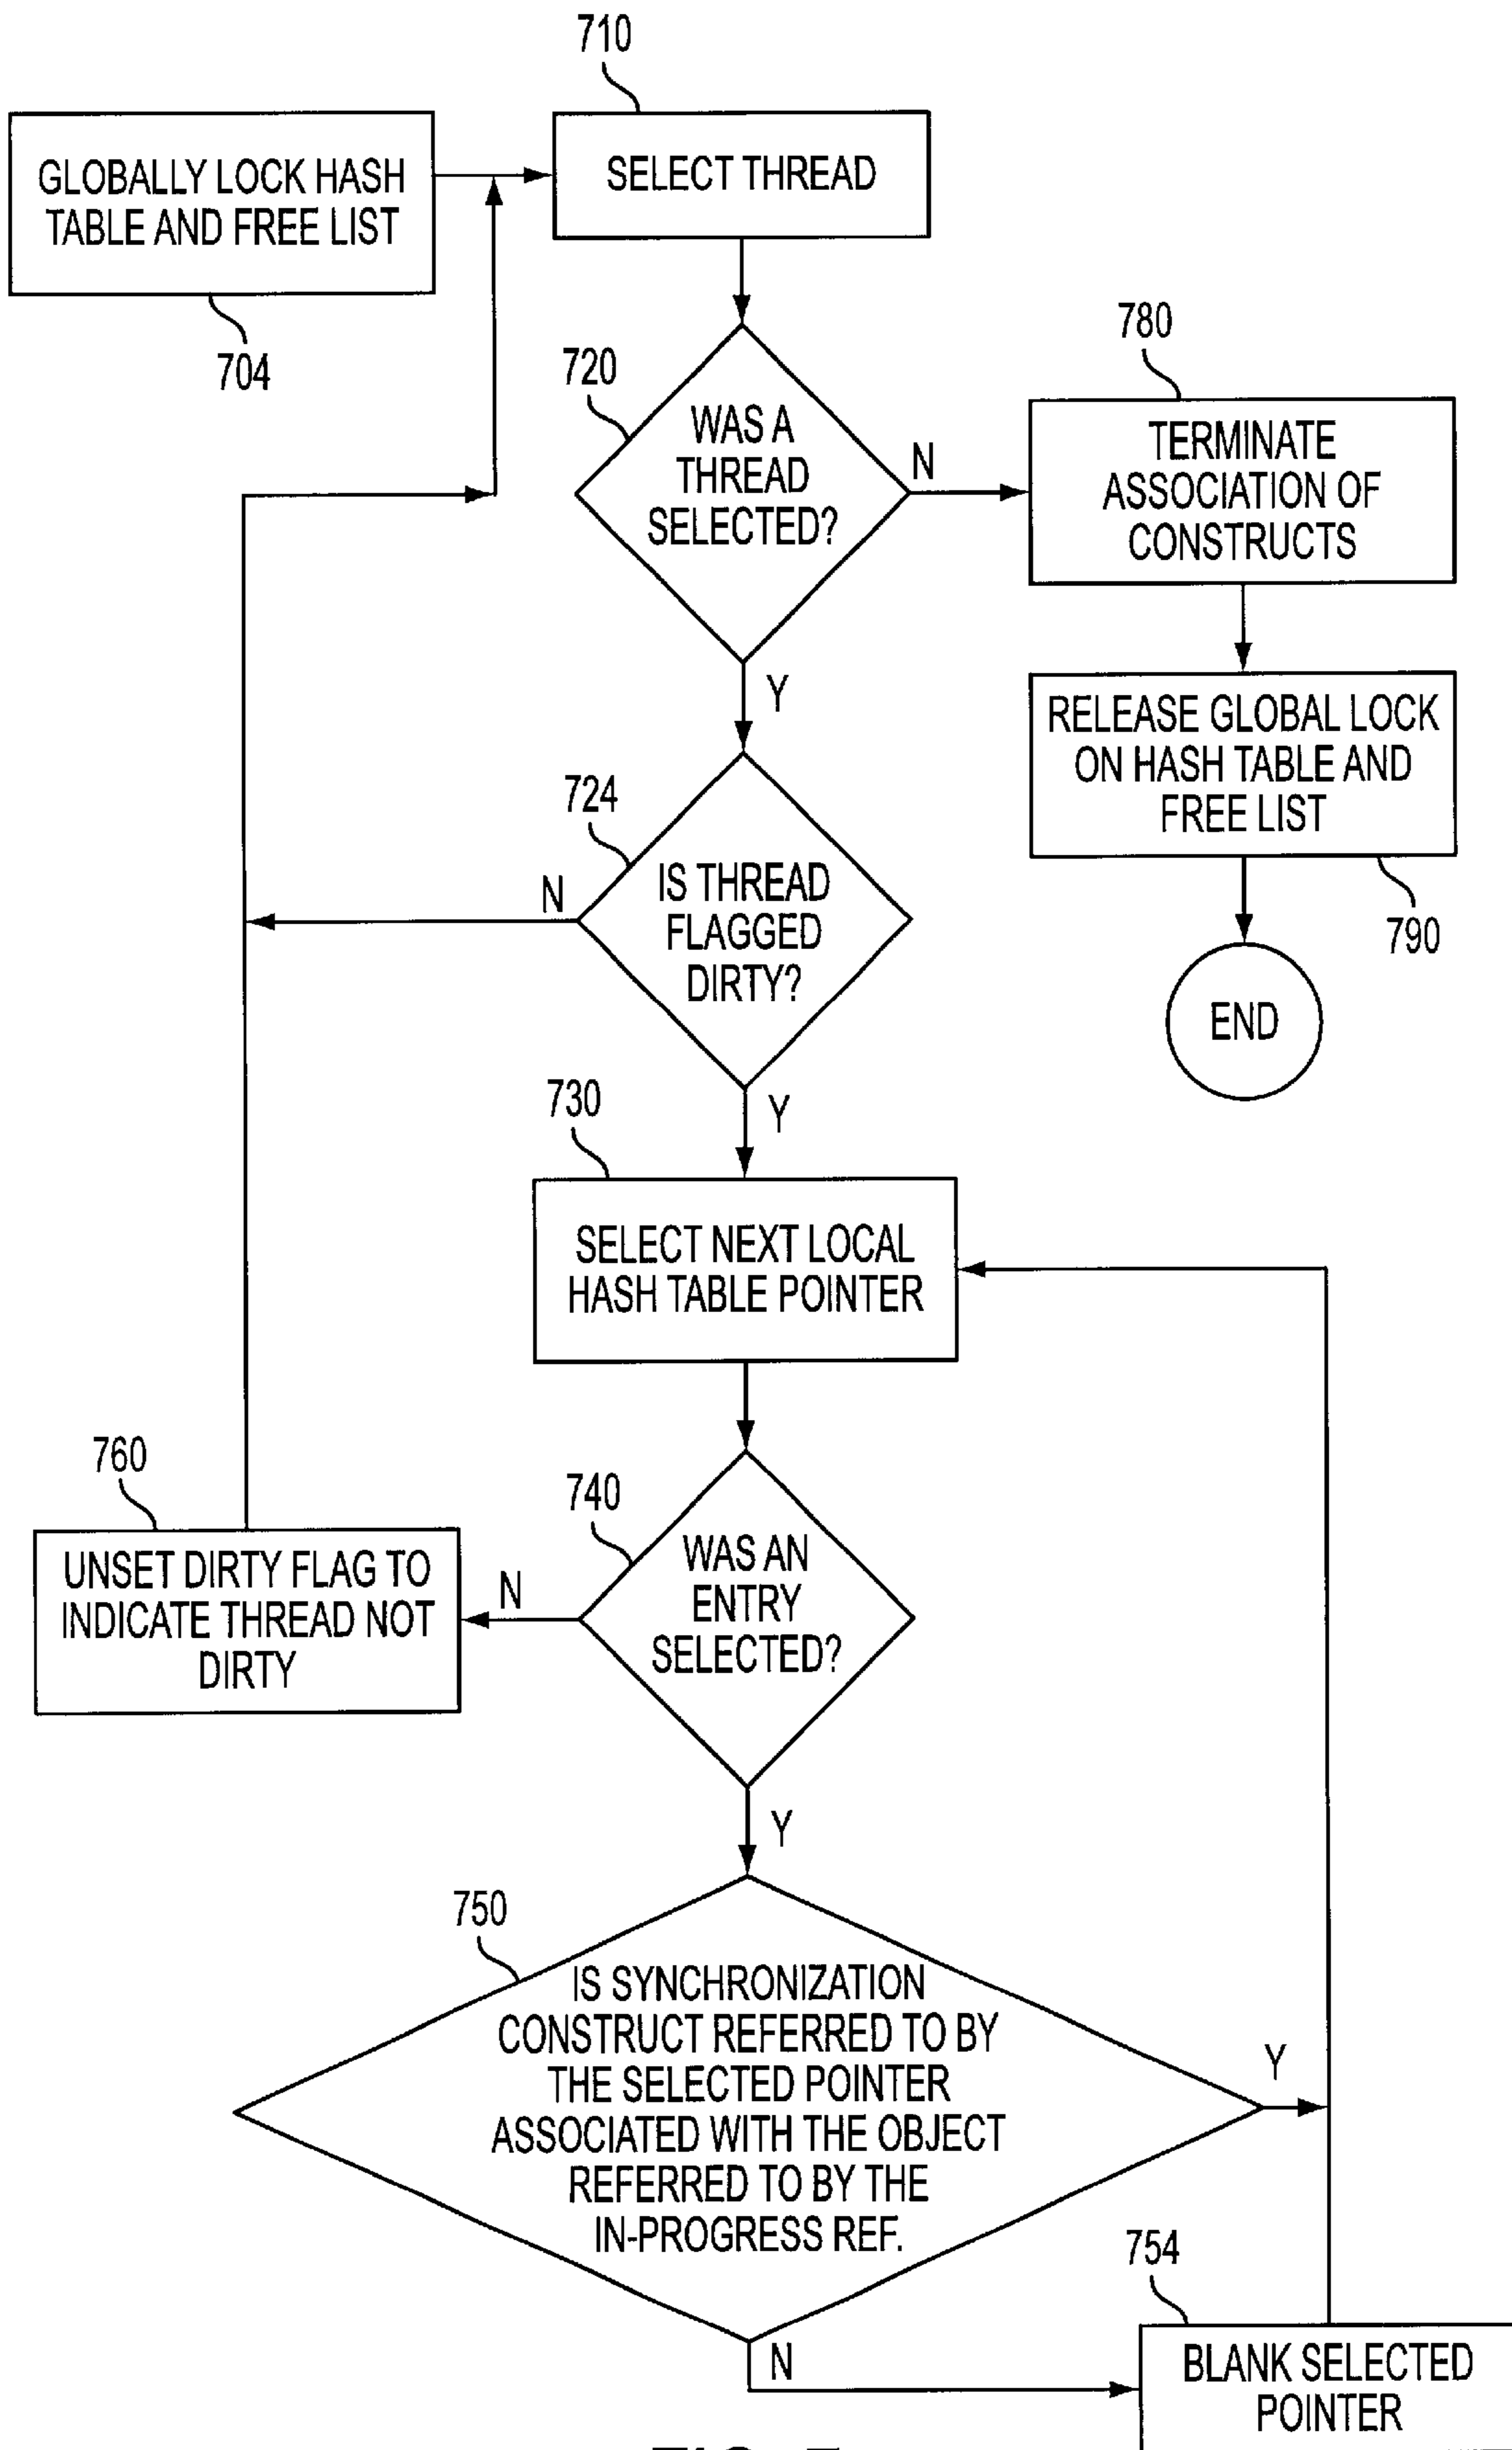 710
GLOBALLY LOCK HASH
TABLE AND FREE LIST
704
SELECT THREAD
720
WAS A
THREAD
SELECTED?
N
Y
780
TERMINATE
ASSOCIATION OF
CONSTRUCTS
RELEASE GLOBAL LOCK
ON HASH TABLE AND
FREE LIST
790
END
724
IS THREAD
FLAGGED
DIRTY?
N
Y
730
SELECT NEXT LOCAL
HASH TABLE POINTER
760
UNSET DIRTY FLAG TO
INDICATE THREAD NOT
DIRTY
740
WAS AN
ENTRY
SELECTED?
N
Y
750
IS SYNCHRONIZATION
CONSTRUCT REFERRED TO BY
THE SELECTED POINTER
ASSOCIATED WITH THE OBJECT
REFERRED TO BY THE
IN-PROGRESS REF.
Y
N
754
BLANK SELECTED
POINTER